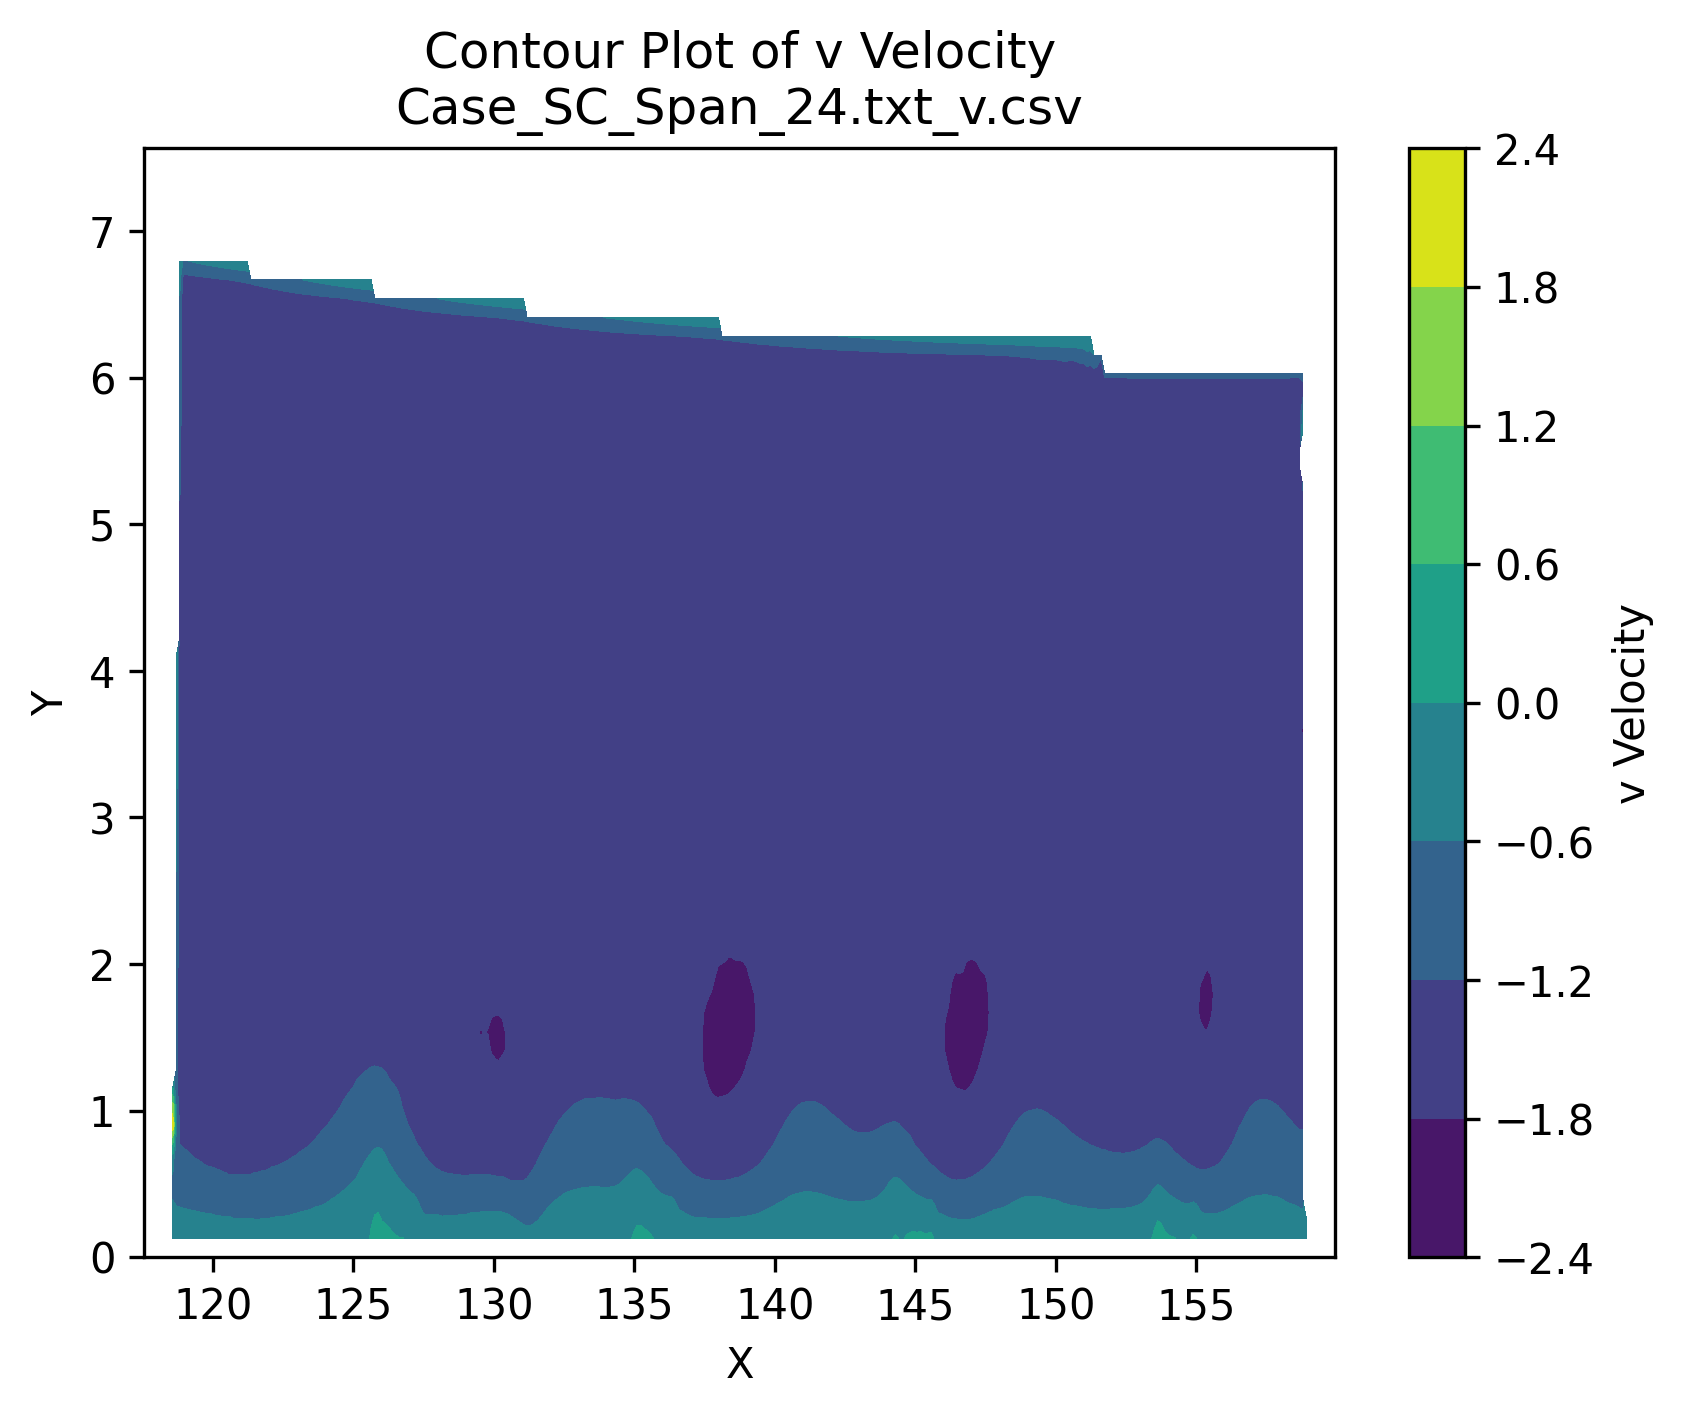 Contour Plot of v Velocity
Case_SC_Span_24.txt_v.csv
7
6
5
4
3
2
1
0
Y
120 125 130 135 140 145 150 155
X
2.4
1.8
1.2
0.6
0.0
−0.6
−1.2
−1.8
−2.4
v Velocity